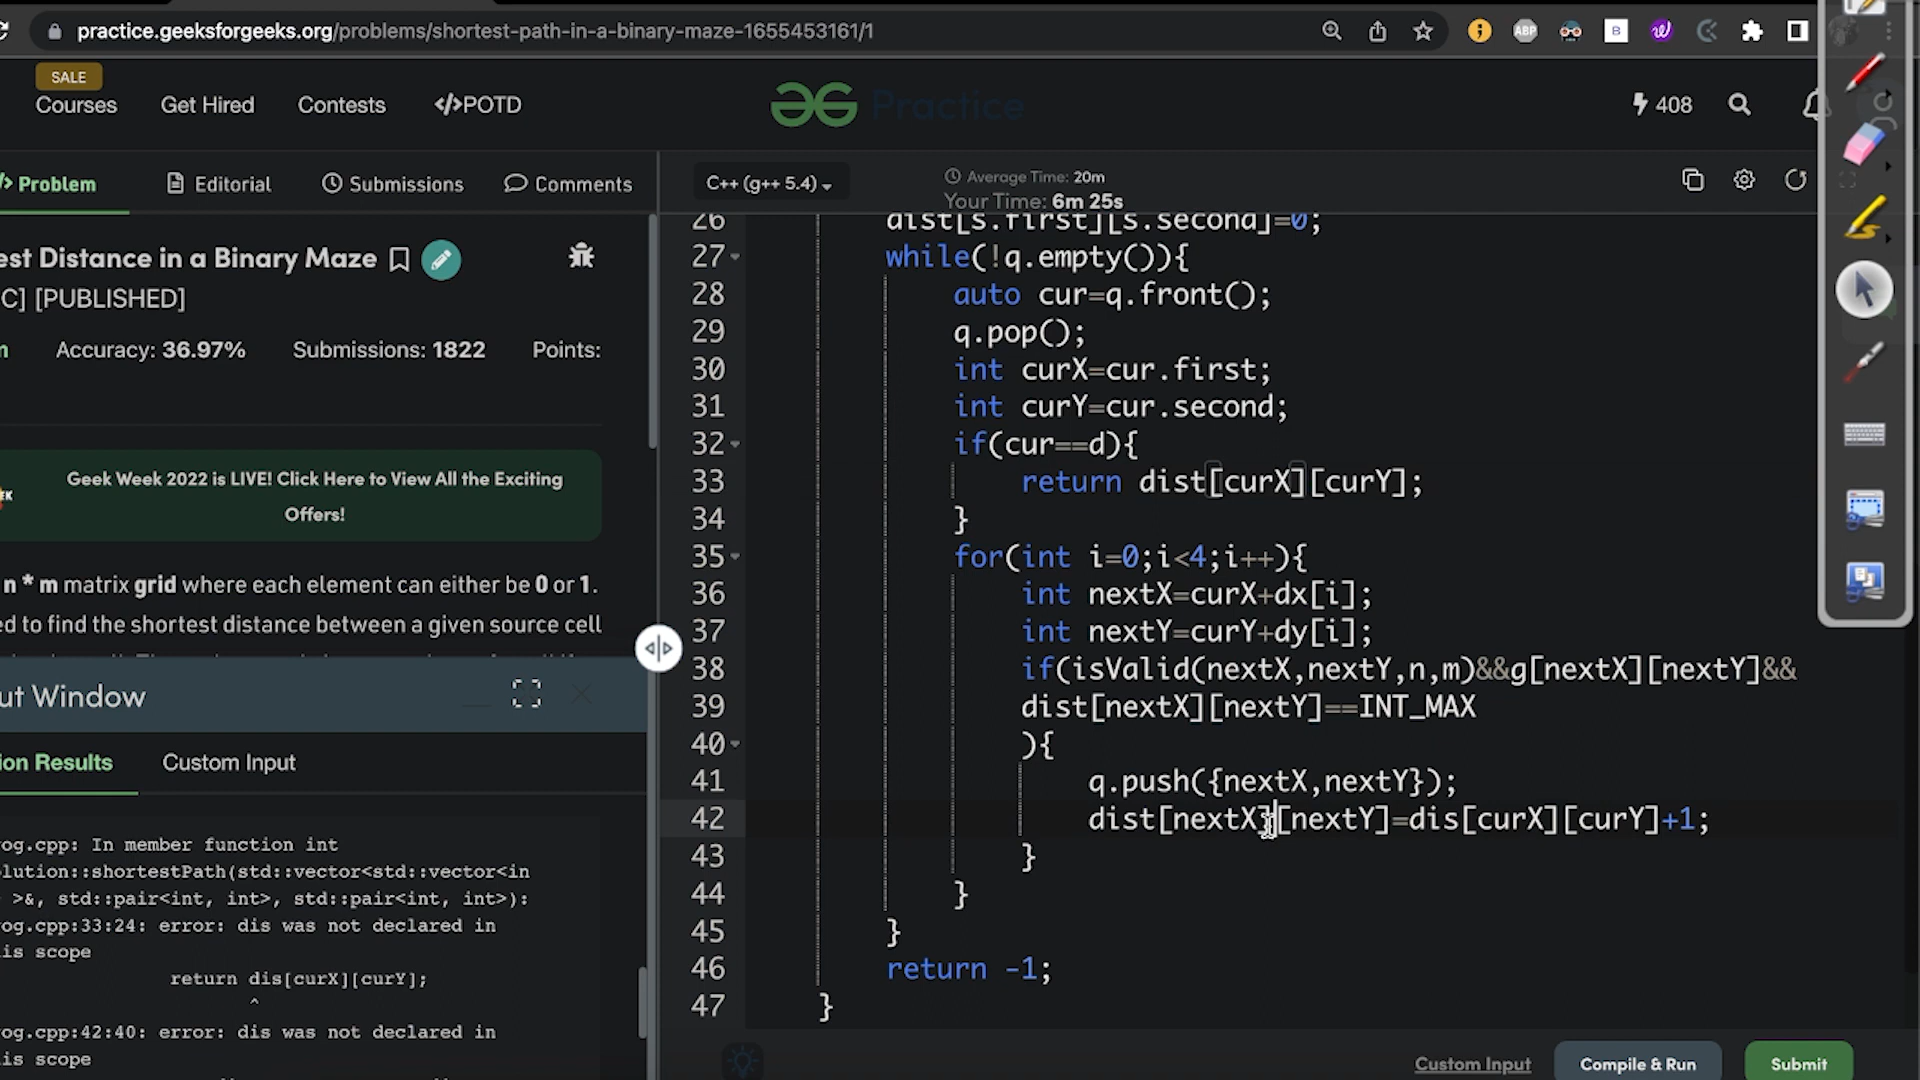 practice.geeksforgeeks.org/problems/shortest-path-in-a-binary-maze-1655453161/1
ABP
B
SALE
Courses Get Hired Contests </>POTD
Practice
408
Problem Editorial Submissions Comments
C++ (g++ 5.4)
Average Time: 20m
Your Time: 6m 25s
est Distance in a Binary Maze
C] [PUBLISHED]
n Accuracy: 36.97% Submissions: 1822 Points:
Geek Week 2022 is LIVE! Click Here to View All the Exciting
Offers!
n * m matrix grid where each element can either be 0 or 1.
ed to find the shortest distance between a given source cell
ut Window
ion Results Custom Input
rog.cpp: In member function int
lution::shortestPath(std::vector<std::vector<in
>&, std::pair<int, int>, std::pair<int, int>):
rog.cpp:33:24: error: dis was not declared in
is scope
return dis[curX][curY];
^
rog.cpp:42:40: error: dis was not declared in
is scope
26 dist[s.first][s.second]=0;
27 while(!q.empty()){
28 auto cur=q.front();
29 q.pop();
30 int curX=cur.first;
31 int curY=cur.second;
32 if(cur==d){
33 return dist[curX][curY];
34 }
35 for(int i=0;i<4;i++){
36 int nextX=curX+dx[i];
37 int nextY=curY+dy[i];
38 if(isValid(nextX,nextY,n,m)&&g[nextX][nextY]&&
39 dist[nextX][nextY]==INT_MAX
40 ){
41 q.push({nextX,nextY});
42 dist[nextX][nextY]=dis[curX][curY]+1;
43 }
44 }
45 }
46 return -1;
47 }
Custom Input Compile & Run Submit